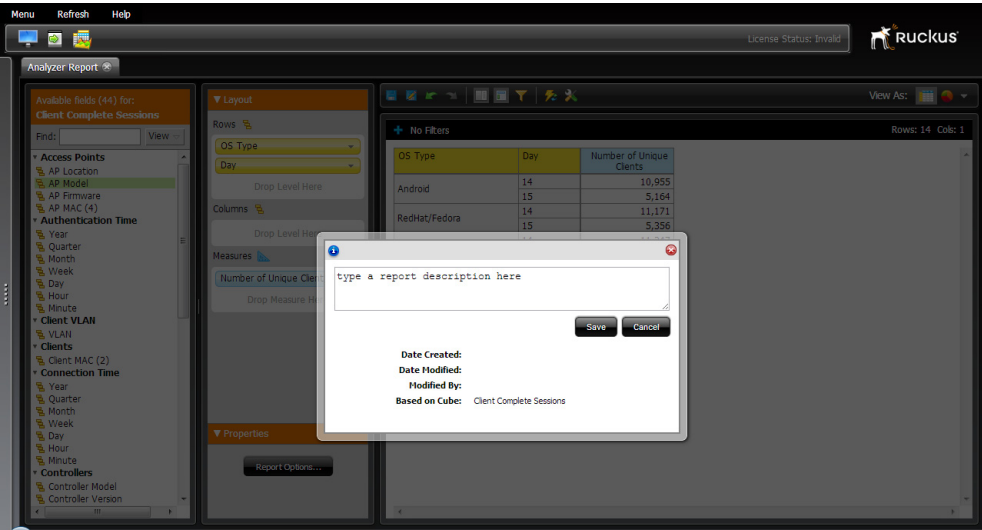 Menu Refresh Help
License Status: Invalid
Ruckus
Analyzer Report
Available fields (44) for:
Client Complete Sessions
Find:
View
Access Points
AP Location
AP Model
AP Firmware
AP MAC (4)
Authentication Time
Year
Quarter
Month
Week
Day
Hour
Minute
Client VLAN
VLAN
Clients
Client MAC (2)
Connection Time
Year
Quarter
Month
Week
Day
Hour
Minute
Controllers
Controller Model
Controller Version
Layout
Rows
OS Type
Day
Drop Level Here
Columns
Drop Level Here
Measures
Number of Unique Client
Drop Measure He
Properties
Report Options...
View As:
No Filters
Rows: 14 Cols: 1
OS Type Day Number of Unique
Clients
Android 14 10,955
15 5,164
RedHat/Fedora 14 11,171
15 5,356
type a report description here
Save Cancel
Date Created:
Date Modified:
Modified By:
Based on Cube: Client Complete Sessions